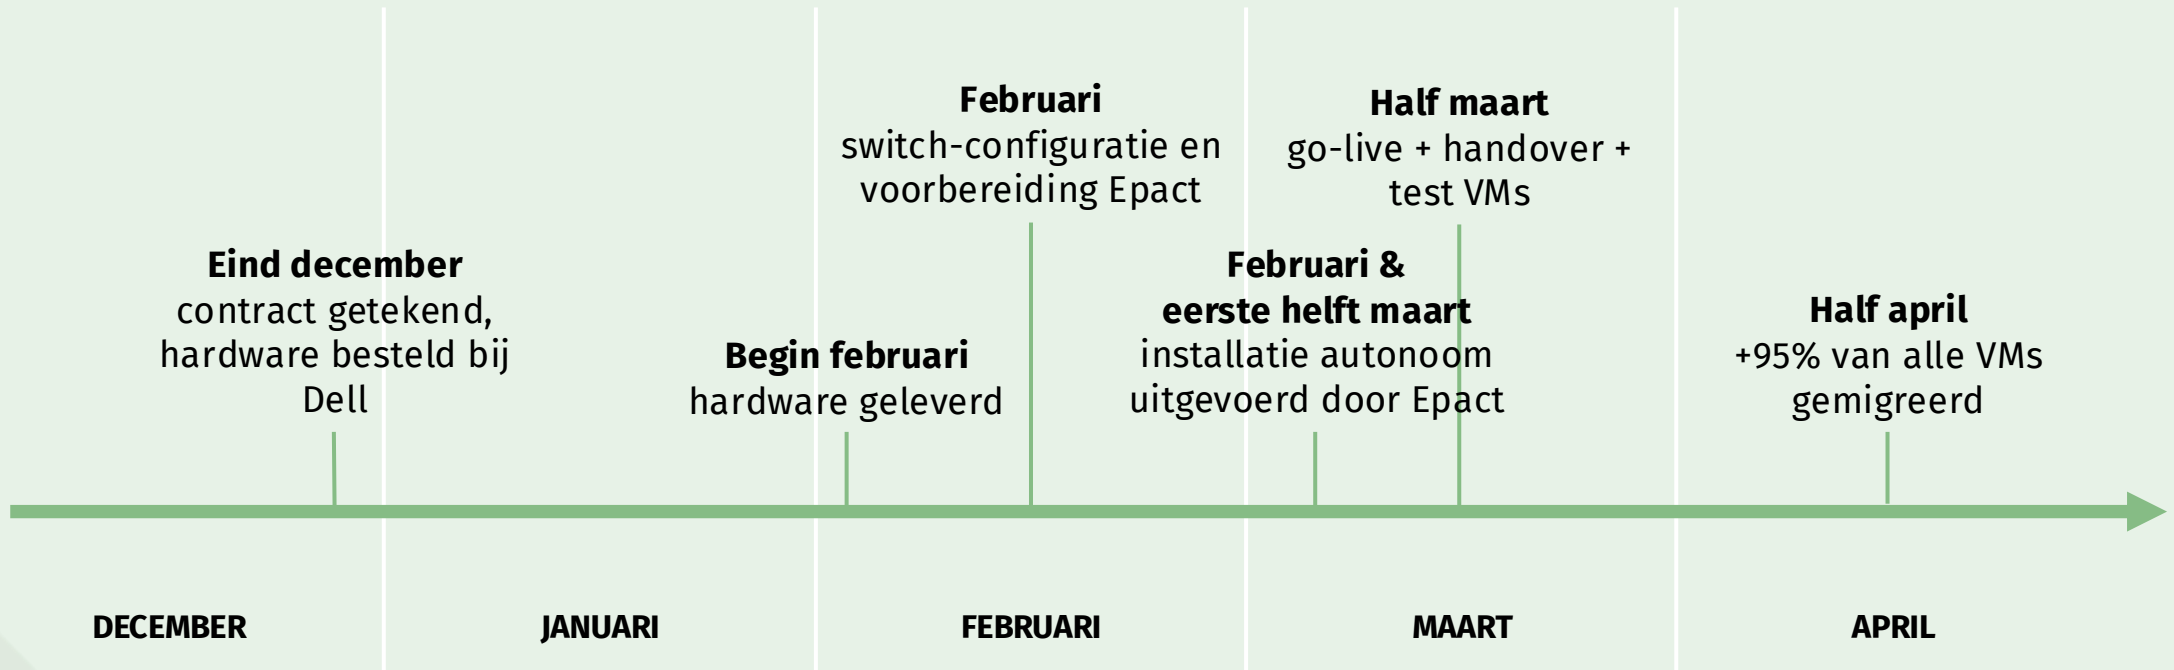 Eind december
contract getekend,
hardware besteld bij
Dell
Begin februari
hardware geleverd
Februari
switch-configuratie en
voorbereiding Epact
Februari &
eerste helft maart
installatie autonoom
uitgevoerd door Epact
Half maart
go-live + handover +
test VMs
Half april
+95% van alle VMs
gemigreerd
DECEMBER
JANUARI
FEBRUARI
MAART
APRIL